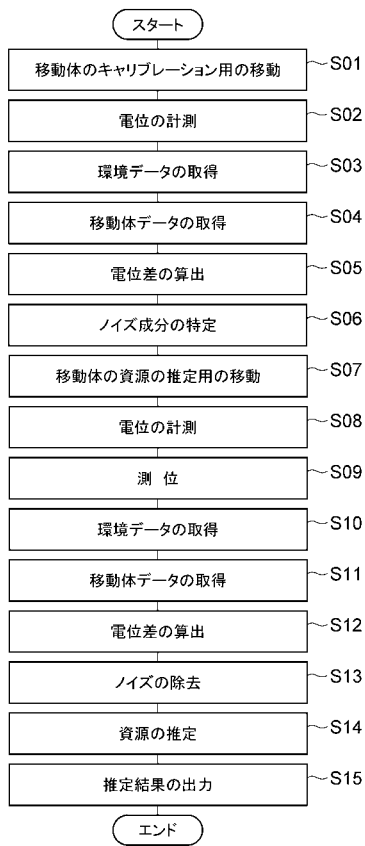 スタート
移動体のキャリブレーション用の移動 S01
電位の計測 S02
環境データの取得 S03
移動体データの取得 S04
電位差の算出 S05
ノイズ成分の特定 S06
移動体の資源の推定用の移動 S07
電位の計測 S08
測 位 S09
環境データの取得 S10
移動体データの取得 S11
電位差の算出 S12
ノイズの除去 S13
資源の推定 S14
推定結果の出力 S15
エンド